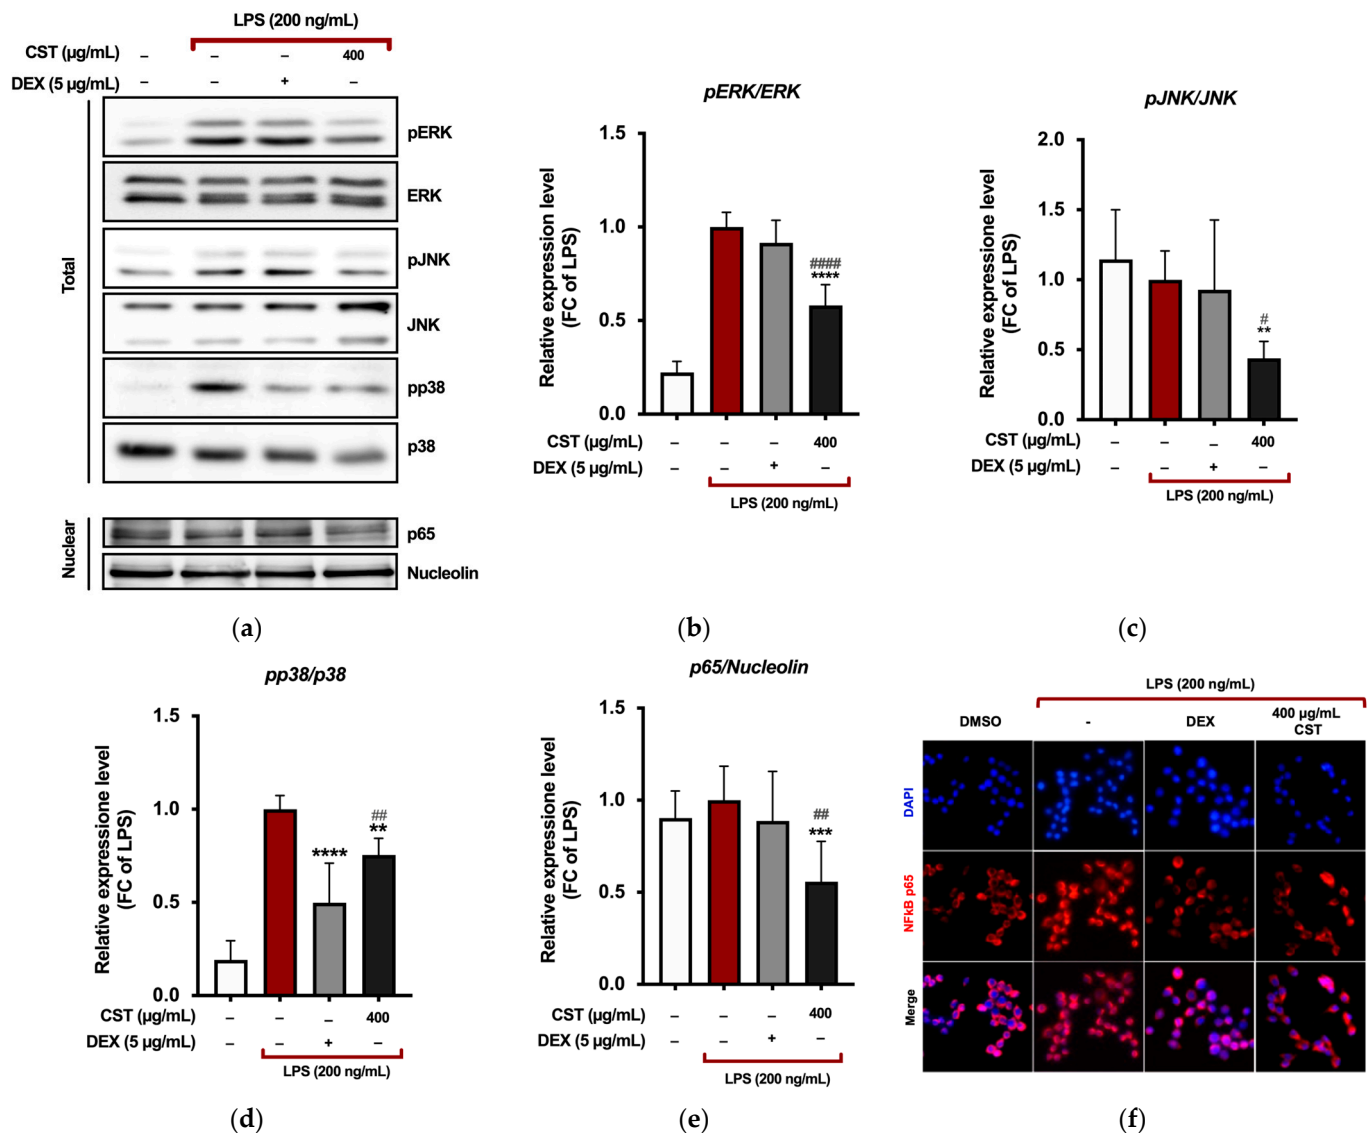 LPS (200 ng/mL)
CST (µg/mL) – – – 400
DEX (5 µg/mL) – – + –
Total
pERK
ERK
pJNK
JNK
pp38
p38
Nuclear
p65
Nucleolin
(a)
pERK/ERK
Relative expression level
(FC of LPS)
1.5
1.0
0.5
0.0
####
****
CST (µg/mL) – – – 400
DEX (5 µg/mL) – – + –
LPS (200 ng/mL)
(b)
pJNK/JNK
Relative expressione level
(FC of LPS)
2.0
1.5
1.0
0.5
0.0
#
**
CST (µg/mL) – – – 400
DEX (5 µg/mL) – – + –
LPS (200 ng/mL)
(c)
pp38/p38
Relative expressione level
(FC of LPS)
1.5
1.0
0.5
0.0
****
##
**
CST (µg/mL) – – – 400
DEX (5 µg/mL) – – + –
LPS (200 ng/mL)
(d)
p65/Nucleolin
Relative expressione level
(FC of LPS)
1.5
1.0
0.5
0.0
##
***
CST (µg/mL) – – – 400
DEX (5 µg/mL) – – + –
LPS (200 ng/mL)
(e)
LPS (200 ng/mL)
DMSO - DEX 400 µg/mL
CST
DAPI
NFkB p65
Merge
(f)